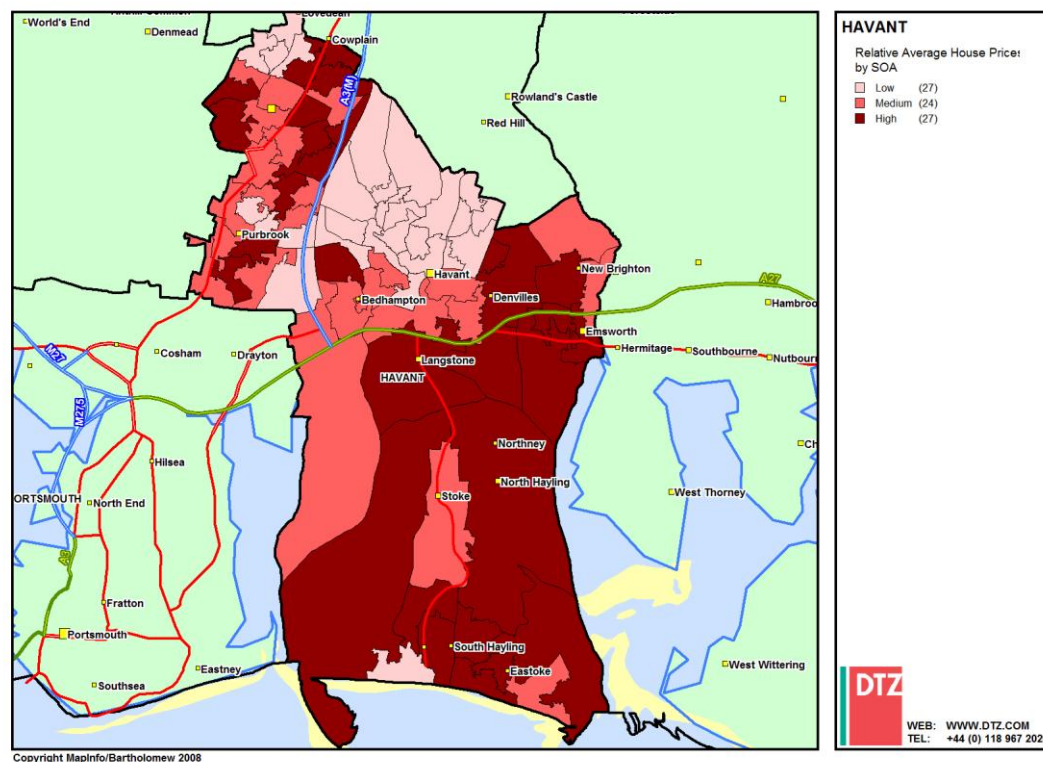 World's End
Denmead
Lovedean
Cowplain
A3(M)
Rowland's Castle
Red Hill
Purbrook
Havant
New Brighton
Bedhampton
Denvilles
A27
Hambroo
Emsworth
M27
Cosham
Drayton
Hermitage
Southbourne
Nutbourn
Langstone
HAVANT
M275
Ch
Northney
Hilsea
North Hayling
Stoke
West Thorney
ORTSMOUTH
North End
A3
Fratton
Portsmouth
South Hayling
Eastney
Eastoke
West Wittering
Southsea
Copyright MapInfo/Bartholomew 2008
HAVANT
Relative Average House Prices
by SOA
Low (27)
Medium (24)
High (27)
DTZ
WEB: WWW.DTZ.COM
TEL: +44 (0) 118 967 202